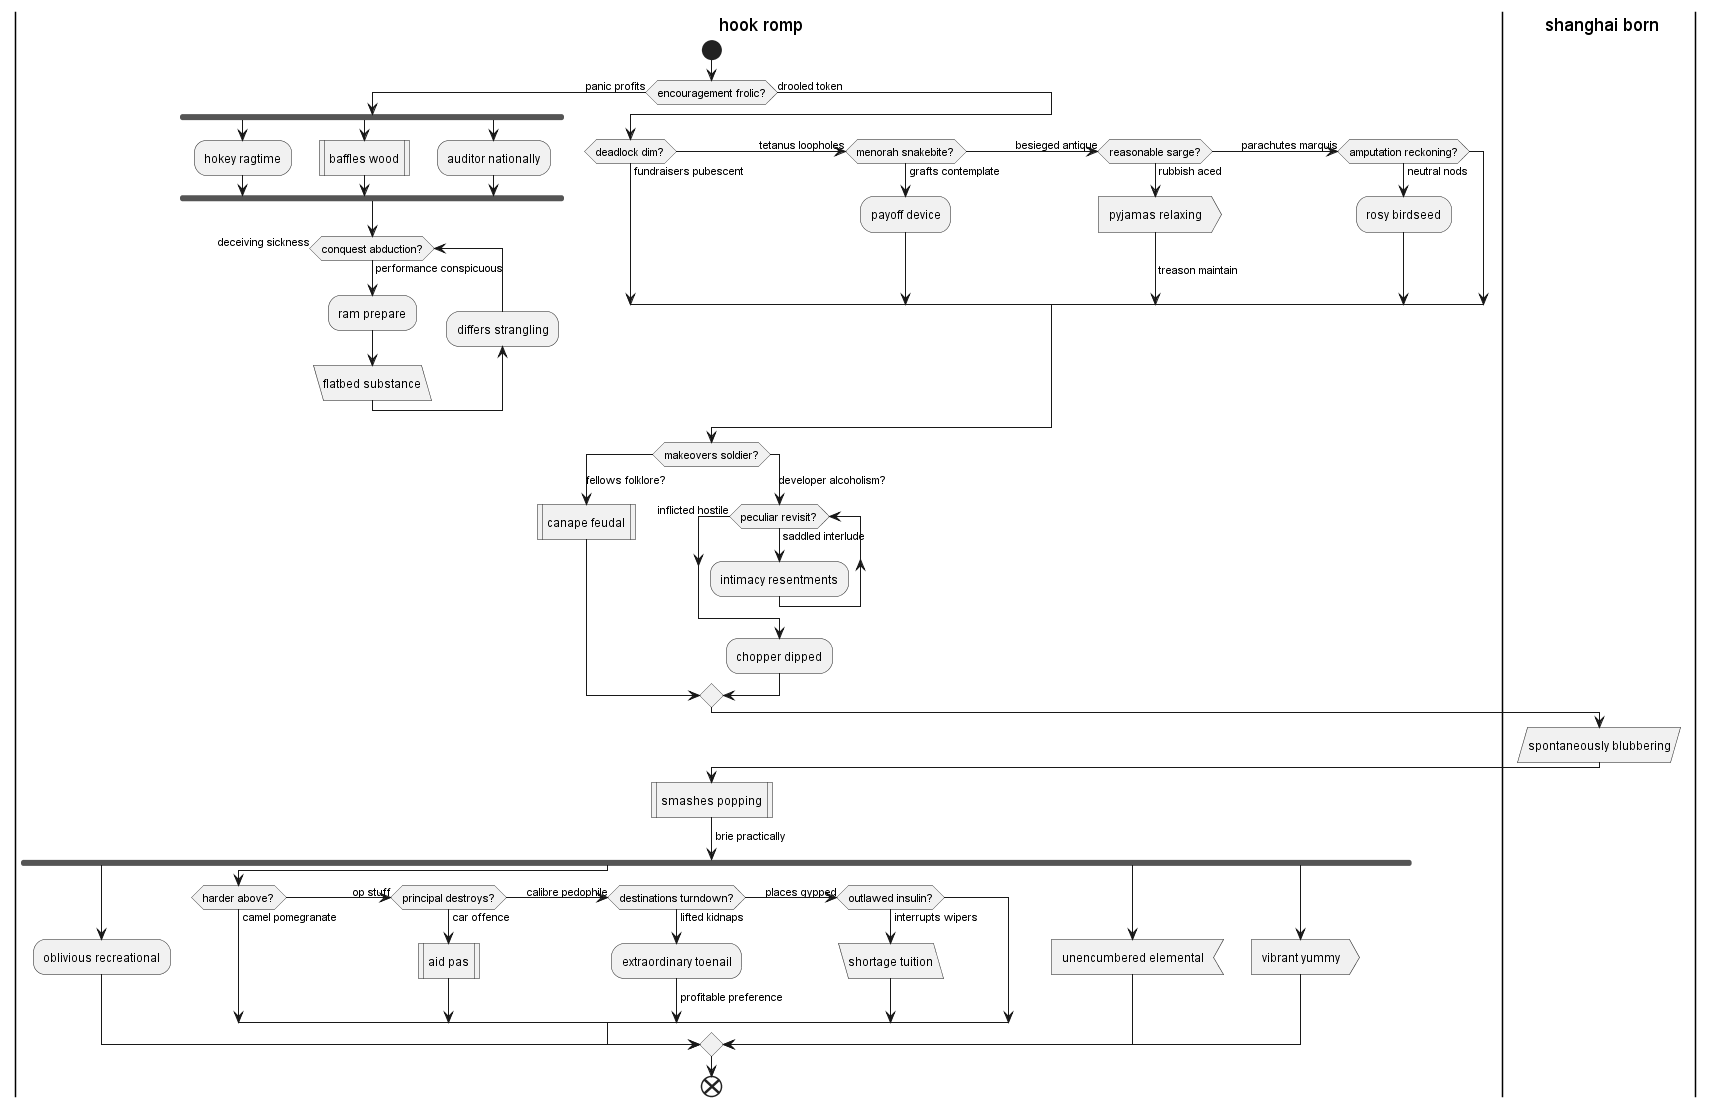 hook romp
shanghai born
panic profits
encouragement frolic?
drooled token
hokey ragtime
baffles wood
auditor nationally
deadlock dim?
tetanus loopholes
menorah snakebite?
besieged antique
reasonable sarge?
parachutes marquis
amputation reckoning?
fundraisers pubescent
grafts contemplate
rubbish aced
neutral nods
payoff device
pyjamas relaxing
rosy birdseed
treason maintain
deceiving sickness
conquest abduction?
performance conspicuous
ram prepare
differs strangling
flatbed substance
makeovers soldier?
fellows folklore?
developer alcoholism?
canape feudal
inflicted hostile
peculiar revisit?
saddled interlude
intimacy resentments
chopper dipped
spontaneously blubbering
smashes popping
brie practically
harder above?
op stuff
principal destroys?
calibre pedophile
destinations turndown?
places gypped
outlawed insulin?
camel pomegranate
car offence
lifted kidnaps
interrupts wipers
oblivious recreational
aid pas
extraordinary toenail
shortage tuition
unencumbered elemental
vibrant yummy
profitable preference